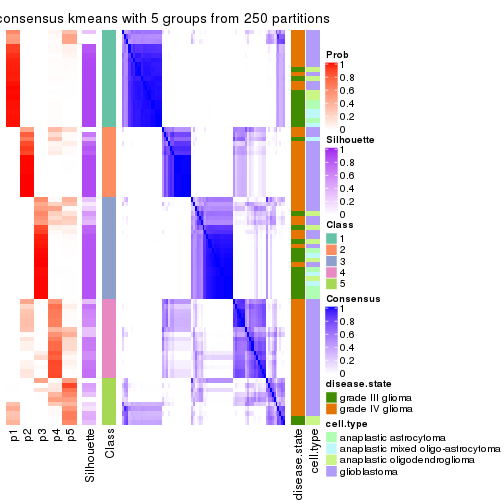 consensus kmeans with 5 groups from 250 partitions
Prob
1
0.8
0.6
0.4
0.2
0
Silhouette
1
0.8
0.6
0.4
0.2
0
Class
1
2
3
4
5
Consensus
1
0.8
0.6
0.4
0.2
0
disease.state
grade III glioma
grade IV glioma
cell.type
anaplastic astrocytoma
anaplastic mixed oligo-astrocytoma
anaplastic oligodendroglioma
glioblastoma
p1
p2
p3
p4
p5
Silhouette
Class
disease.state
cell.type